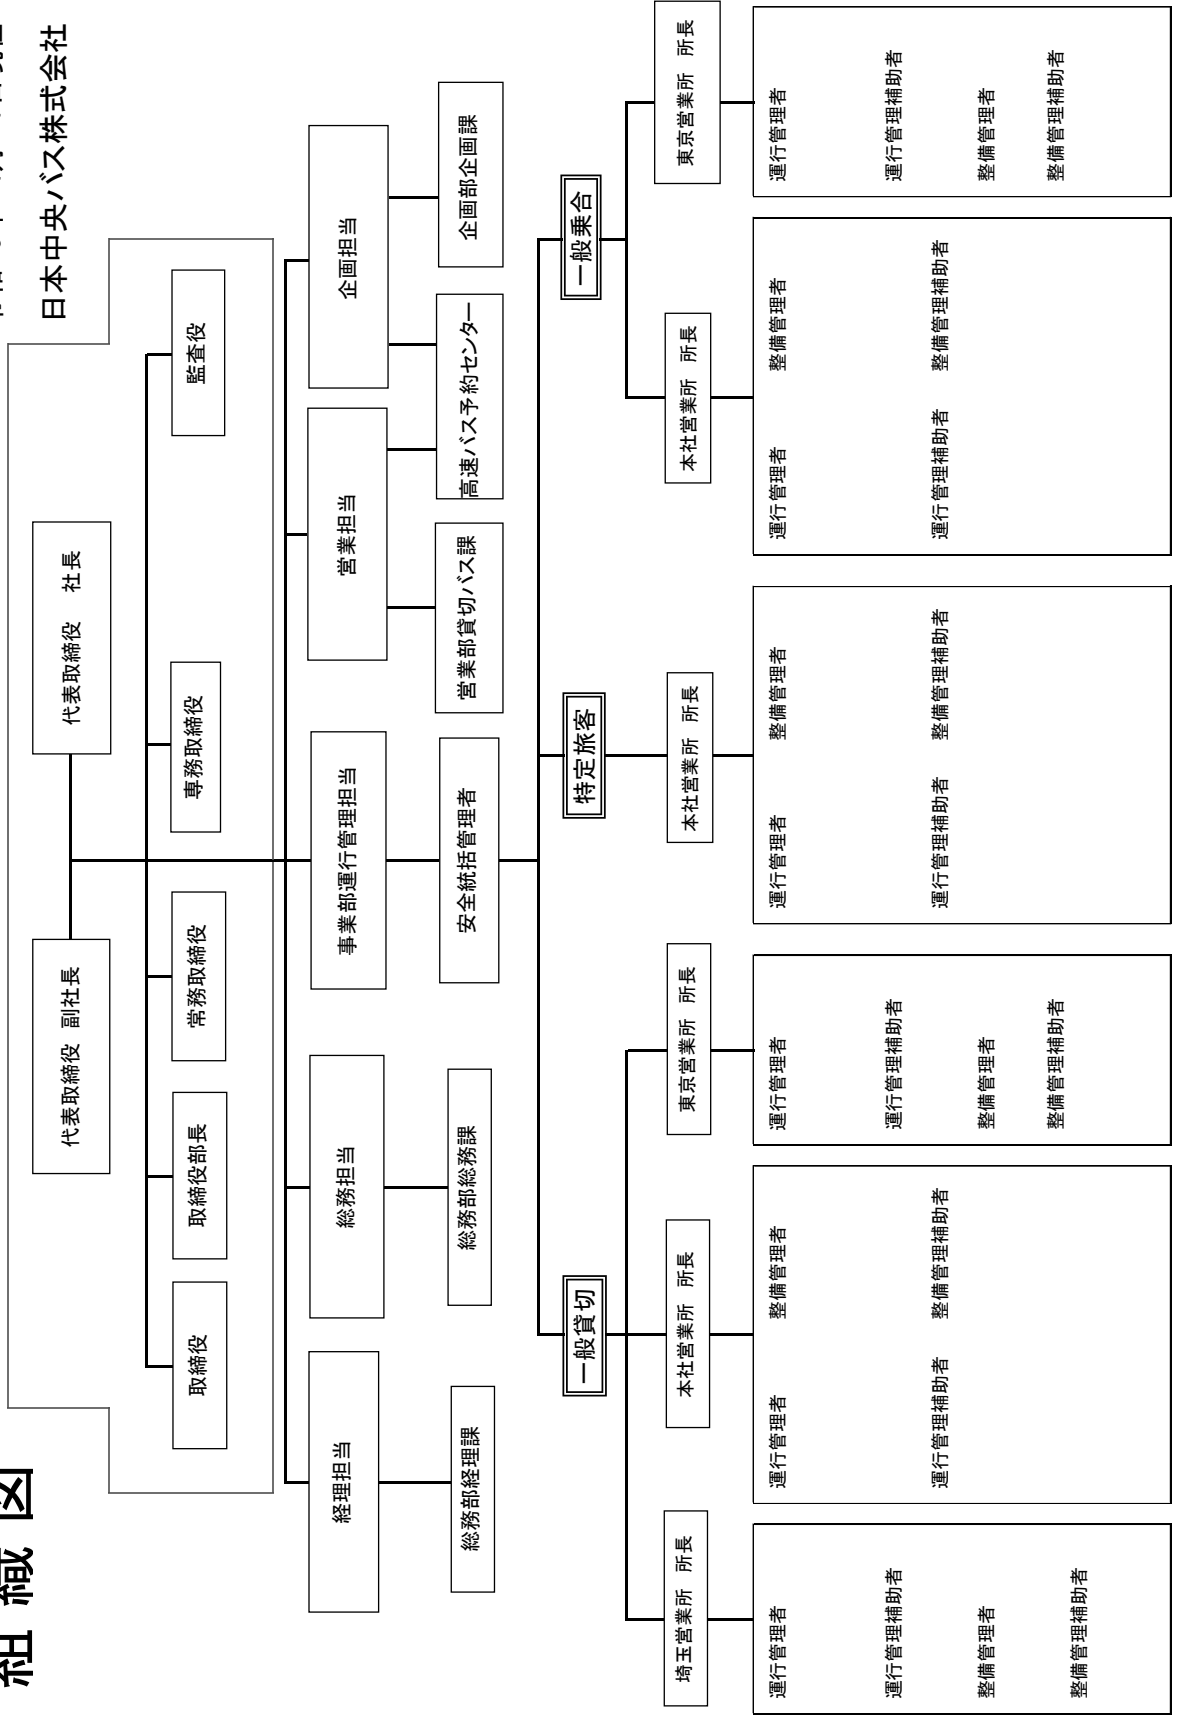 組織図
日本中央バス株式会社
代表取締役 副社長
代表取締役　社長
取締役
取締役部長
常務取締役
専務取締役
監査役
経理担当
総務担当
事業部運行管理担当
営業担当
企画担当
総務部経理課
総務部総務課
安全統括管理者
営業部貸切バス課
高速バス予約センター
企画部企画課
一般貸切
特定旅客
一般乗合
埼玉営業所　所長
本社営業所　所長
東京営業所　所長
本社営業所　所長
本社営業所　所長
東京営業所　所長
運行管理者
運行管理補助者
整備管理者
整備管理補助者
運行管理者
整備管理者
運行管理補助者
整備管理補助者
運行管理者
運行管理補助者
整備管理者
整備管理補助者
運行管理者
整備管理者
運行管理補助者
整備管理補助者
運行管理者
整備管理者
運行管理補助者
整備管理補助者
運行管理者
運行管理補助者
整備管理者
整備管理補助者